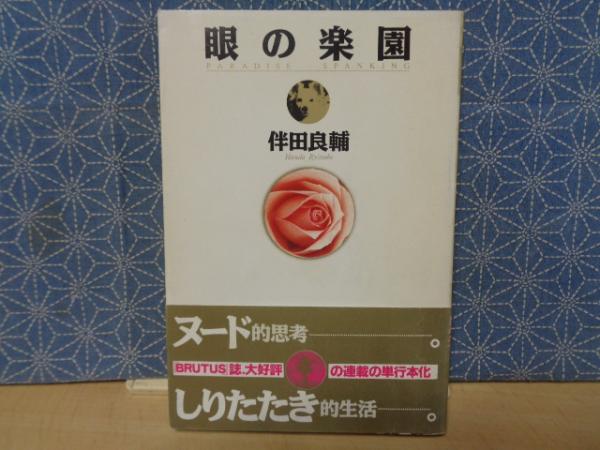 眼の楽園
PARADISE SPANKING
伴田良輔
Handa Ryosuke
ヌード的思考
BRUTUS誌、大好評の連載の単行本化
しりたたき的生活